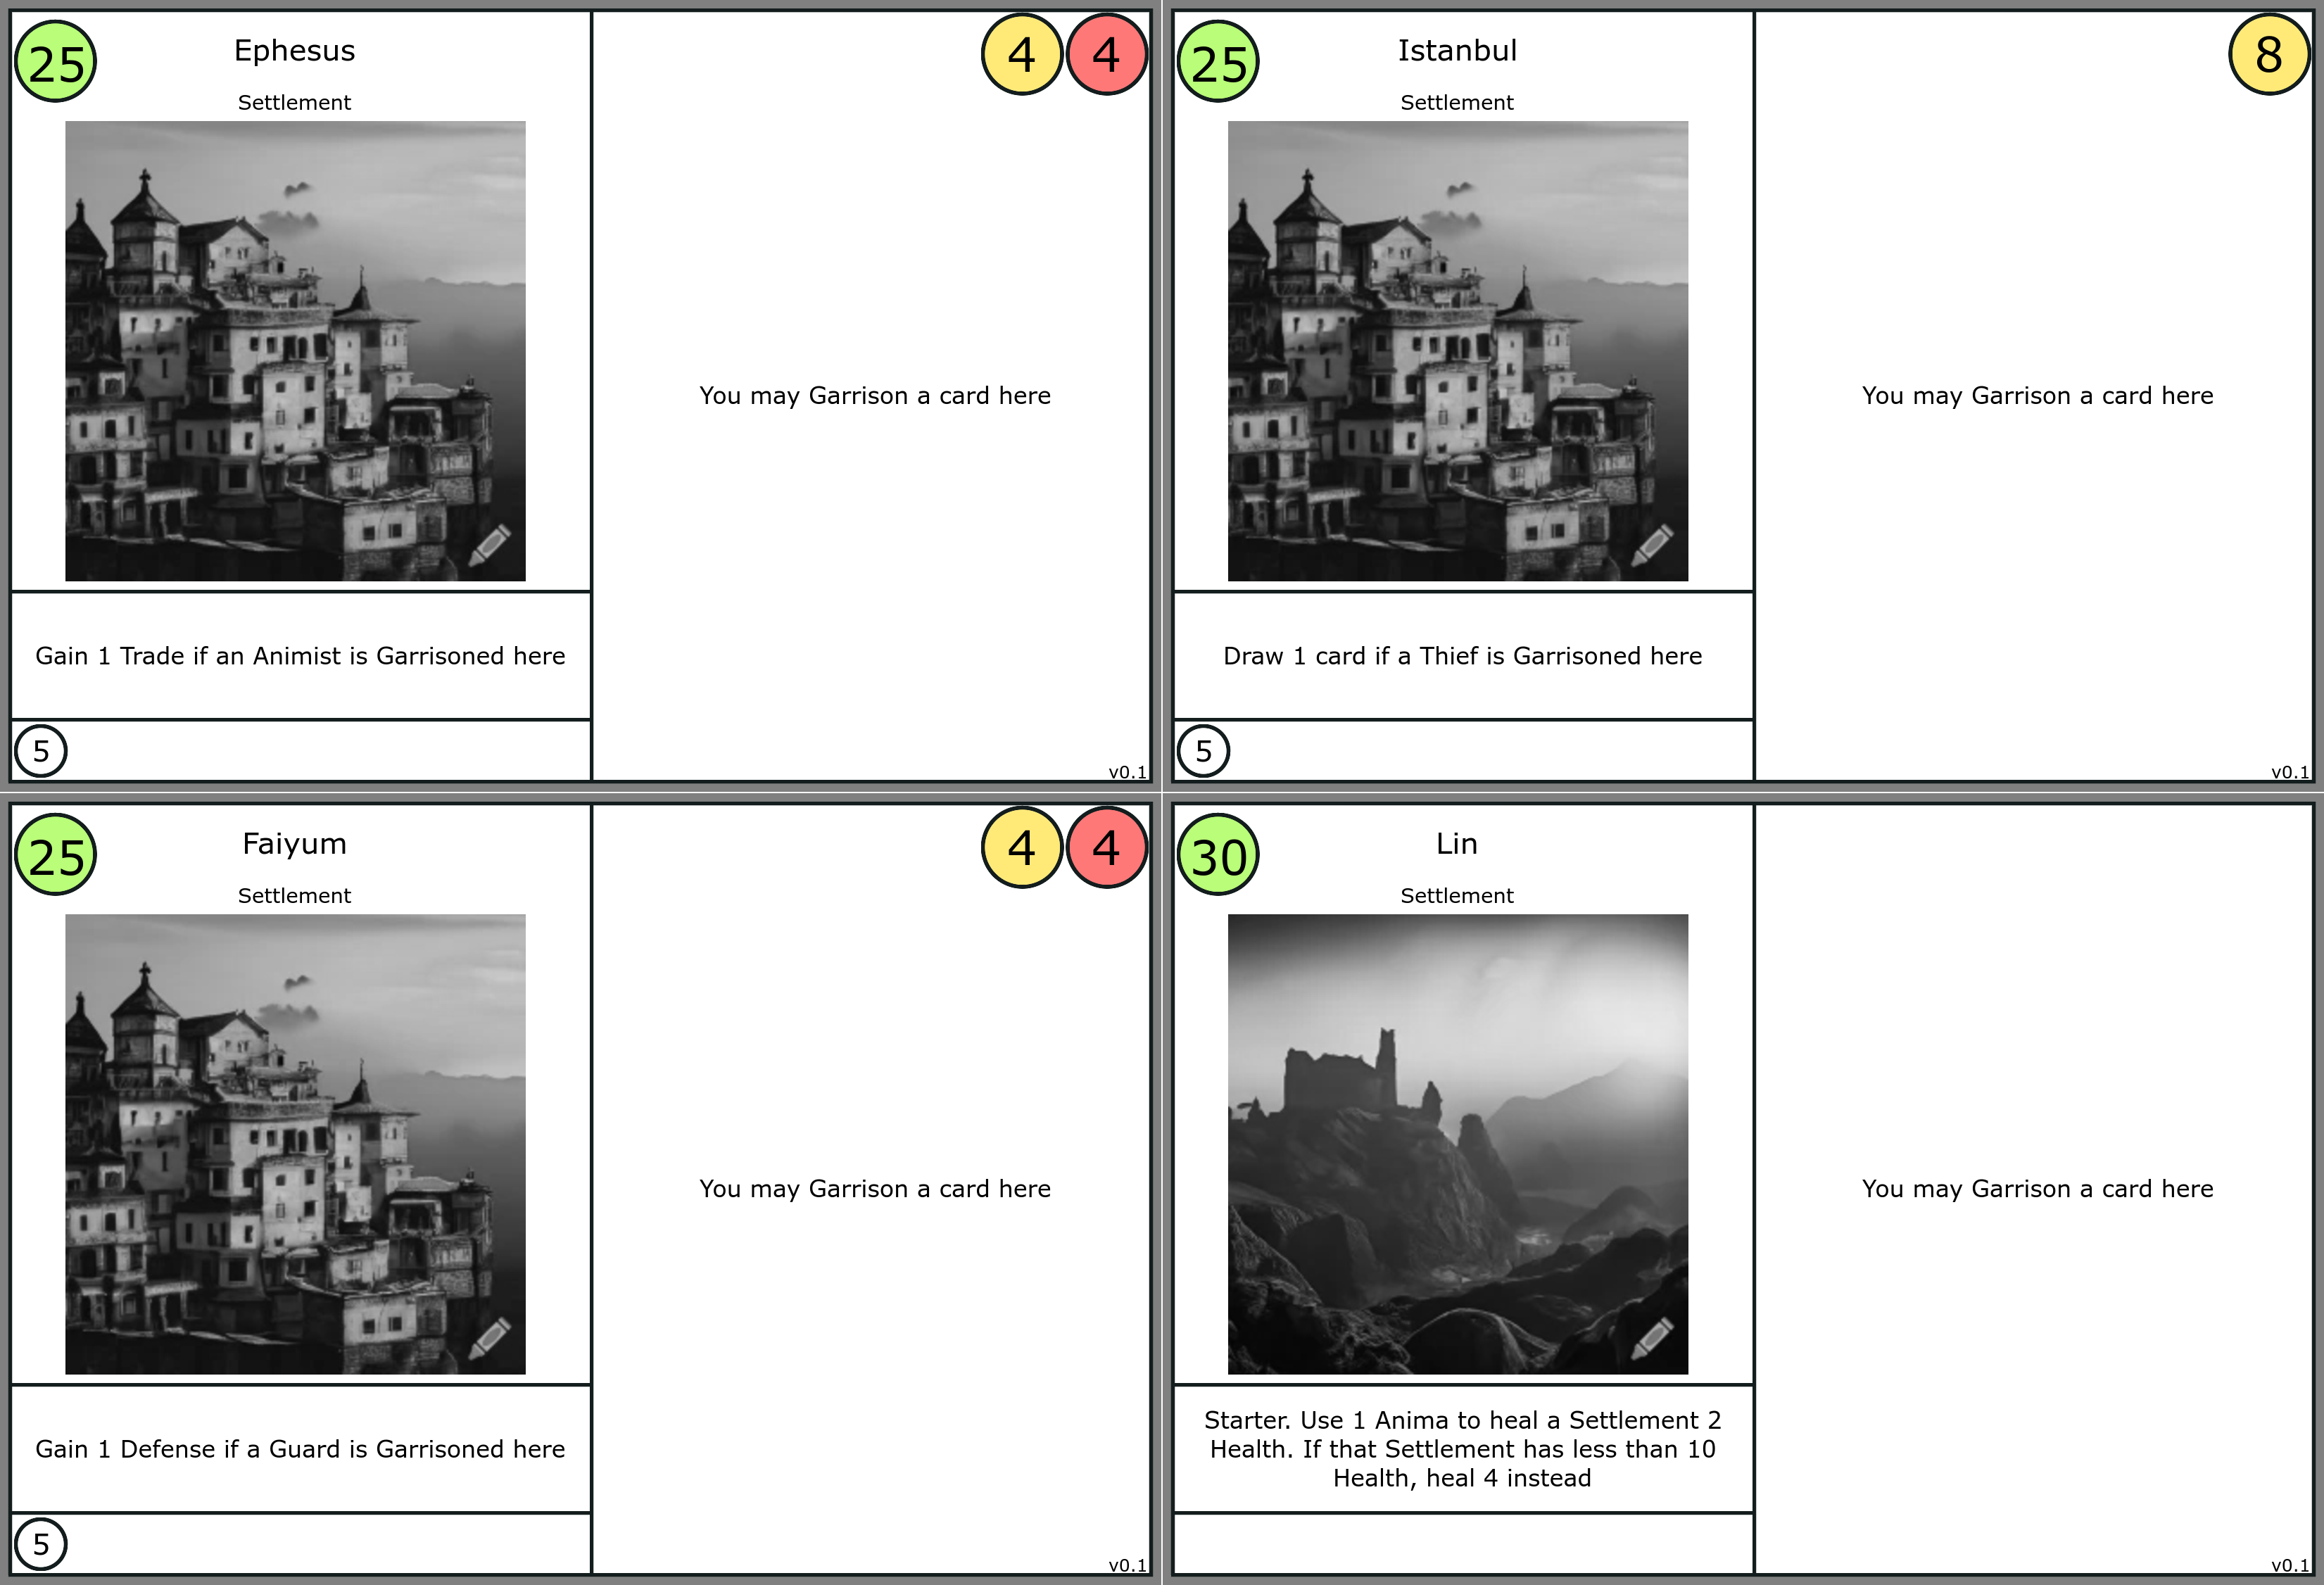 25
Ephesus
4
4
Settlement
You may Garrison a card here
Gain 1 Trade if an Animist is Garrisoned here
5
v0.1
25
Istanbul
8
Settlement
You may Garrison a card here
Draw 1 card if a Thief is Garrisoned here
5
v0.1
25
Faiyum
4
4
Settlement
You may Garrison a card here
Gain 1 Defense if a Guard is Garrisoned here
5
v0.1
30
Lin
Settlement
You may Garrison a card here
Starter. Use 1 Anima to heal a Settlement 2
Health. If that Settlement has less than 10
Health, heal 4 instead
v0.1